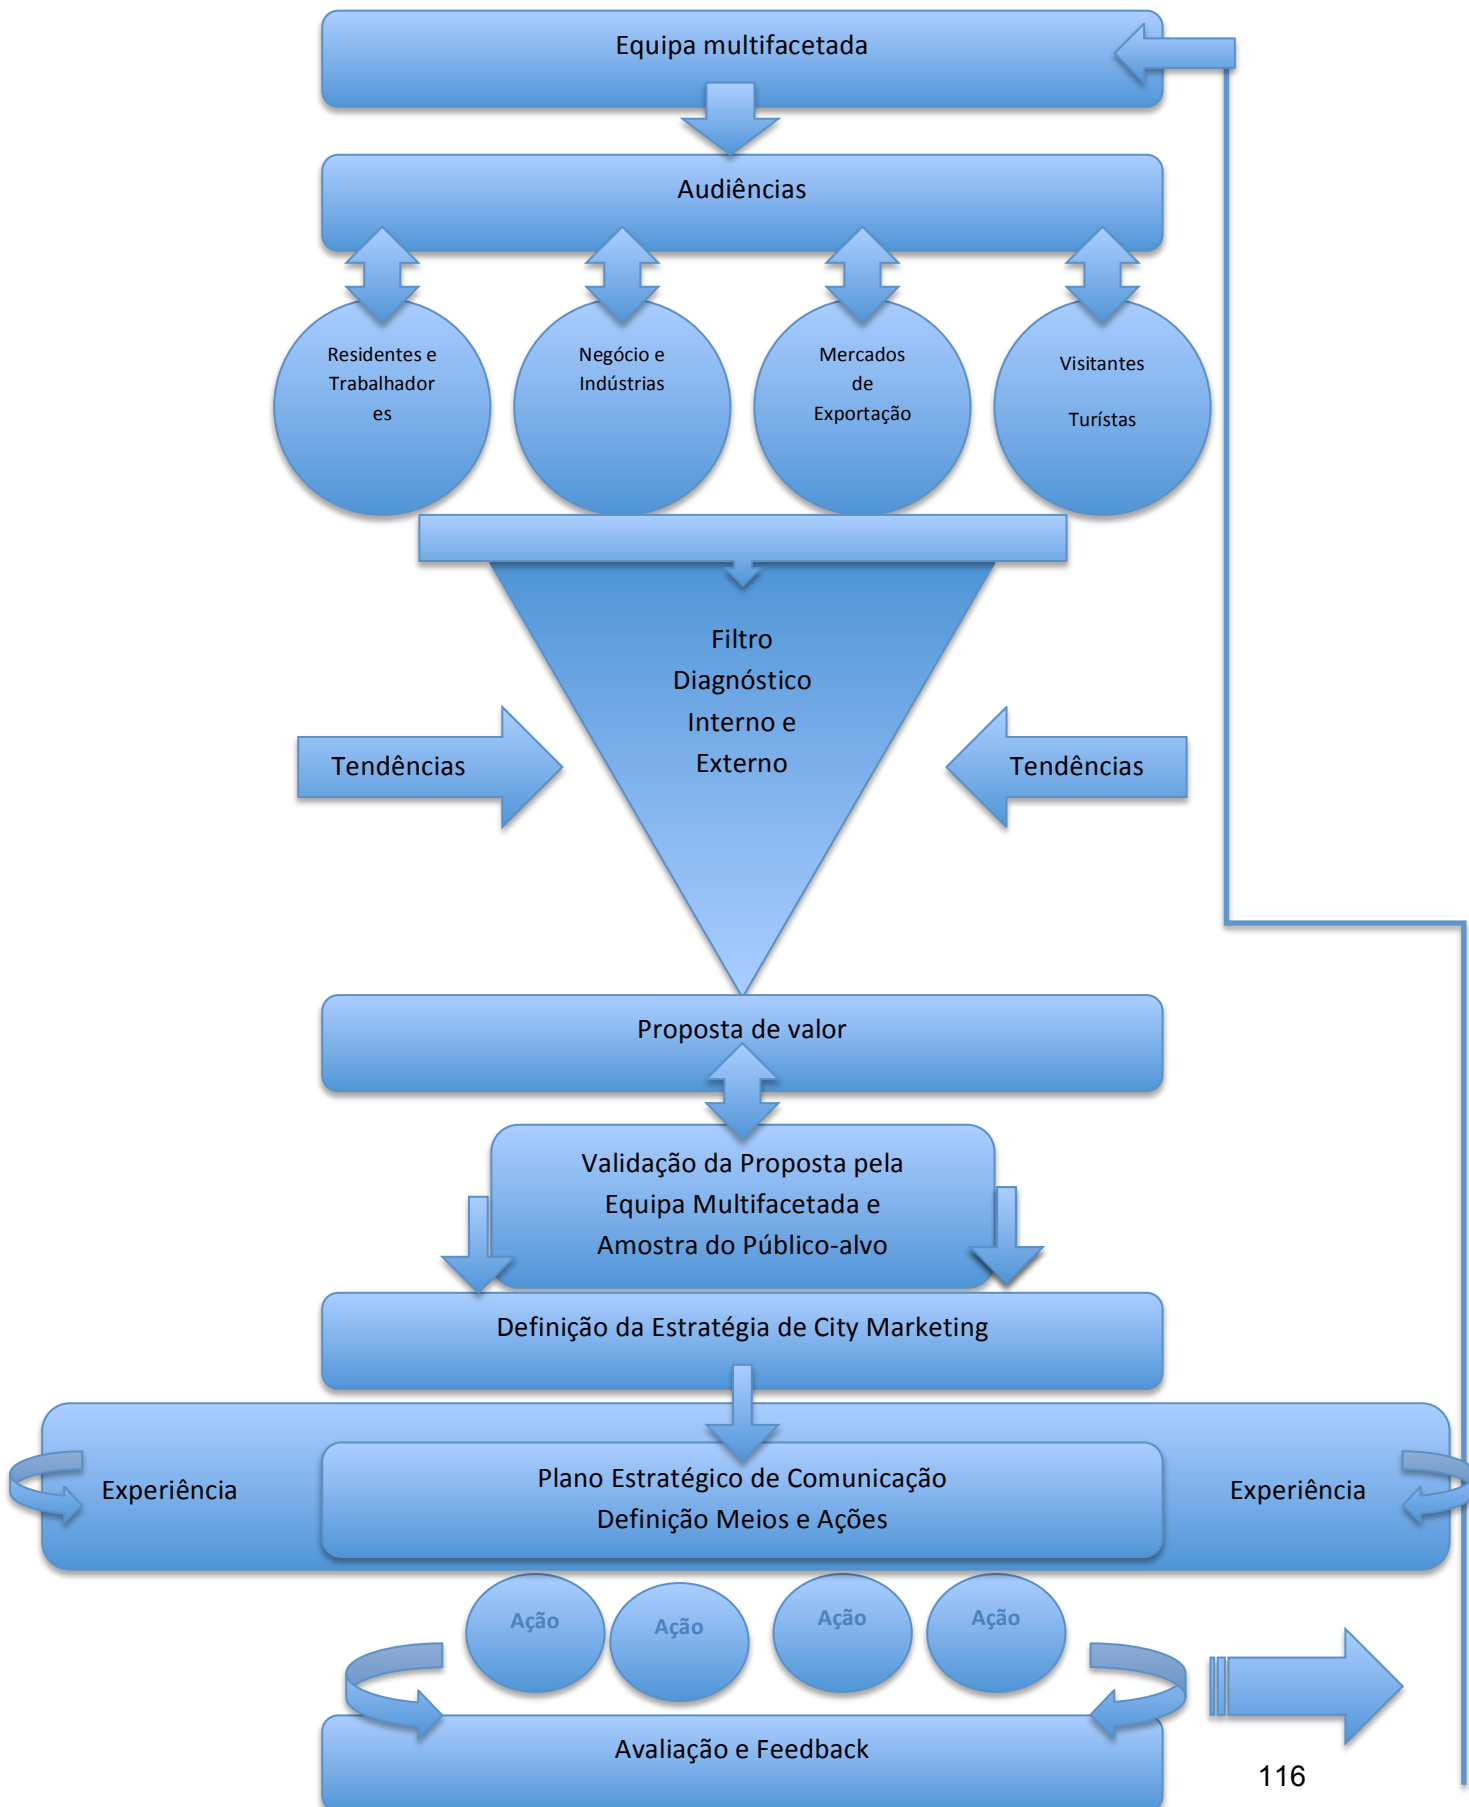 Equipa multifacetada
Audiências
Residentes e
Trabalhador
es
Negócio e
Indústrias
Mercados
de
Exportação
Visitantes
Turístas
Filtro
Diagnóstico
Interno e
Externo
Tendências
Tendências
Proposta de valor
Validação da Proposta pela
Equipa Multifacetada e
Amostra do Público-alvo
Definição da Estratégia de City Marketing
Experiência
Plano Estratégico de Comunicação
Definição Meios e Ações
Experiência
Ação
Ação
Ação
Ação
Avaliação e Feedback
116